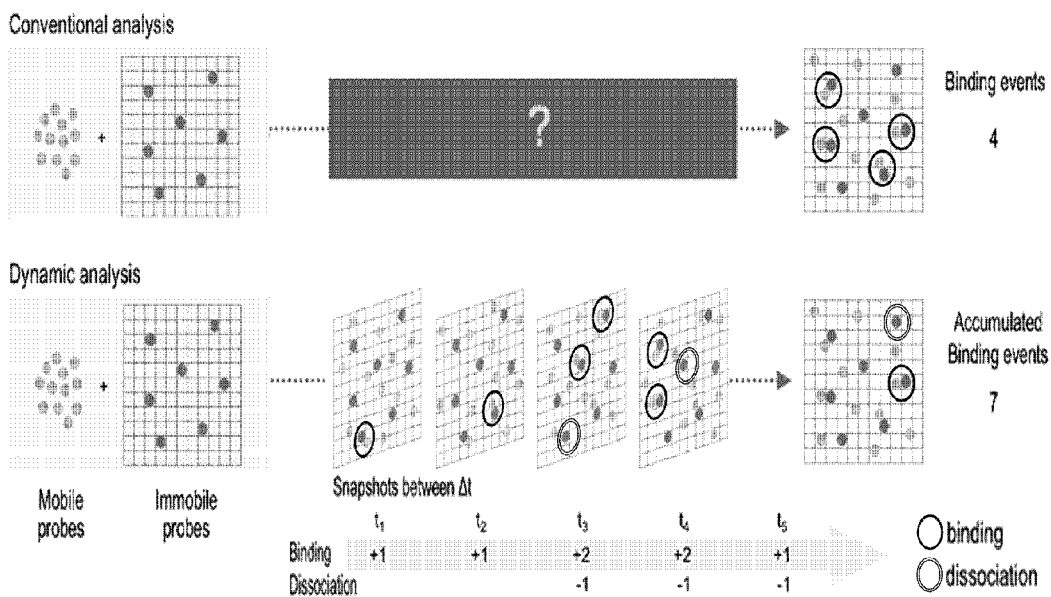 Conventional analysis
+
?
Binding events
4
Dynamic analysis
+
Accumulated
Binding events
7
Mobile
probes
Immobile
probes
Snapshots between Δt
t₁ t₂ t₃ t₄ t₅
Binding +1 +1 +2 +2 +1
Dissociation -1 -1 -1
binding
dissociation